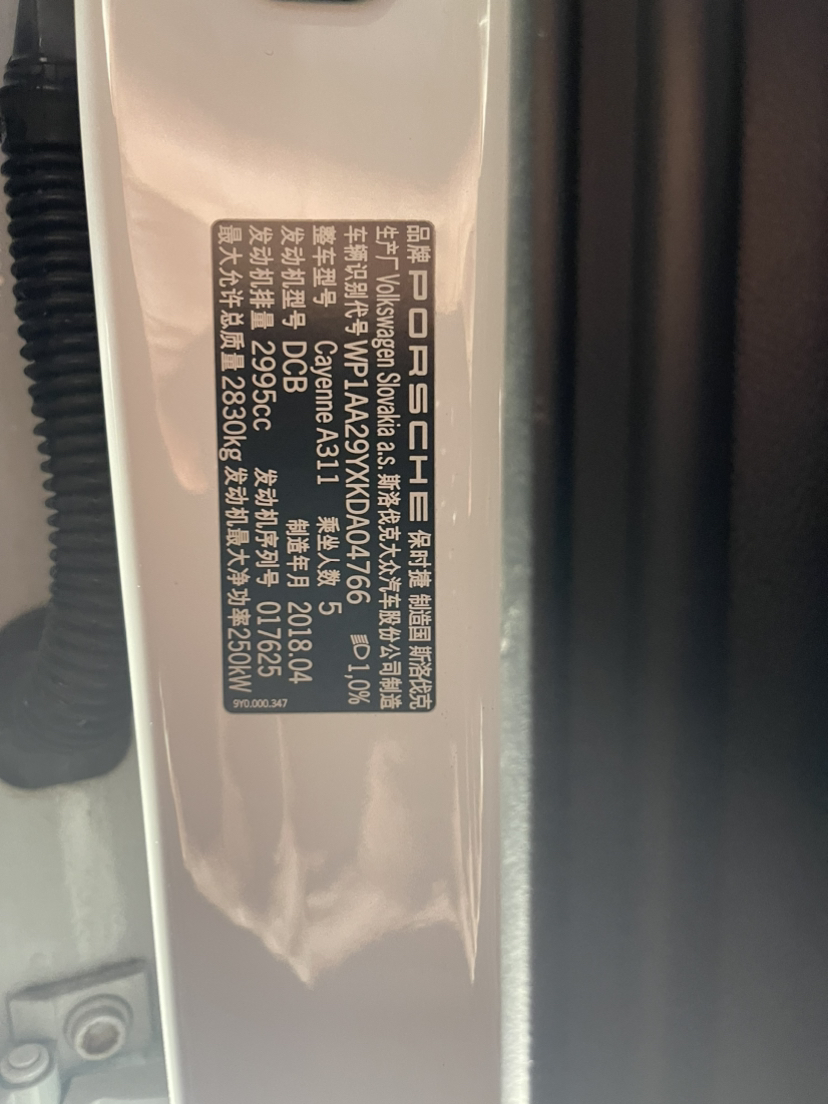 品牌 PORSCHE 保时捷 制造国 斯洛伐克
生产厂 Volkswagen Slovakia a.s. 斯洛伐克大众汽车股份公司制造
车辆识别代号 WP1AA29YXKDA04766 1,0%
整车型号 Cayenne A311 乘坐人数 5
发动机型号 DCB 制造年月 2018.04
发动机排量 2995cc 发动机序列号 017625
最大允许总质量 2830kg 发动机最大净功率 250kW
9Y0.000.347